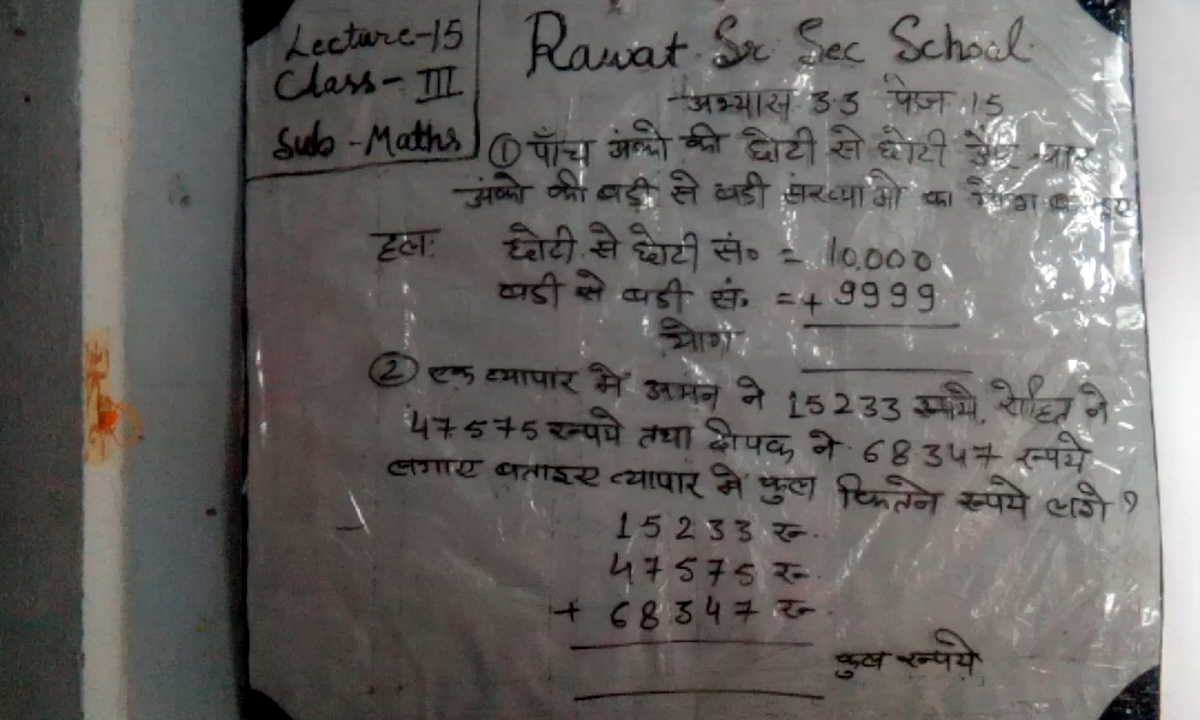 Lecture-15
Class-III
Sub-Maths
Rawat Sr Sec School
अभ्यास 3.3 पेज 15
① पाँच अंको की छोटी से छोटी
अंको की बडी से बडी संख्याओ का
हल: छोटी से छोटी सं० = 10,000
बडी से बडी सं. = + 9999
योग
② एक व्यापार मे अमन ने 15233 रूपये, रोहित ने
47575 रूपये तथा दीपक ने 68347 रूपये
लगाए बताइए व्यापार मे कुल कितने रूपये लगे ?
15233 रू.
47575 रू.
+ 68347 रू.
कुल रूपये